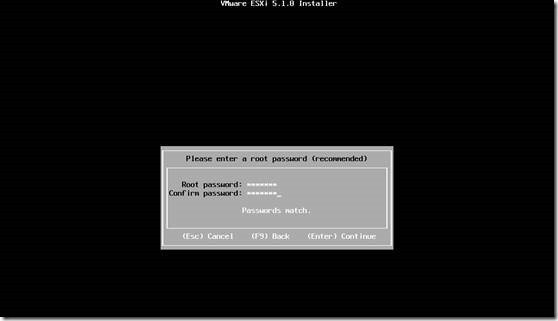 VMware ESXi 5.1.0 Installer
Please enter a root password (recommended)
Root password: *******
Confirm password: *******_
Passwords match.
(Esc) Cancel (F9) Back (Enter) Continue